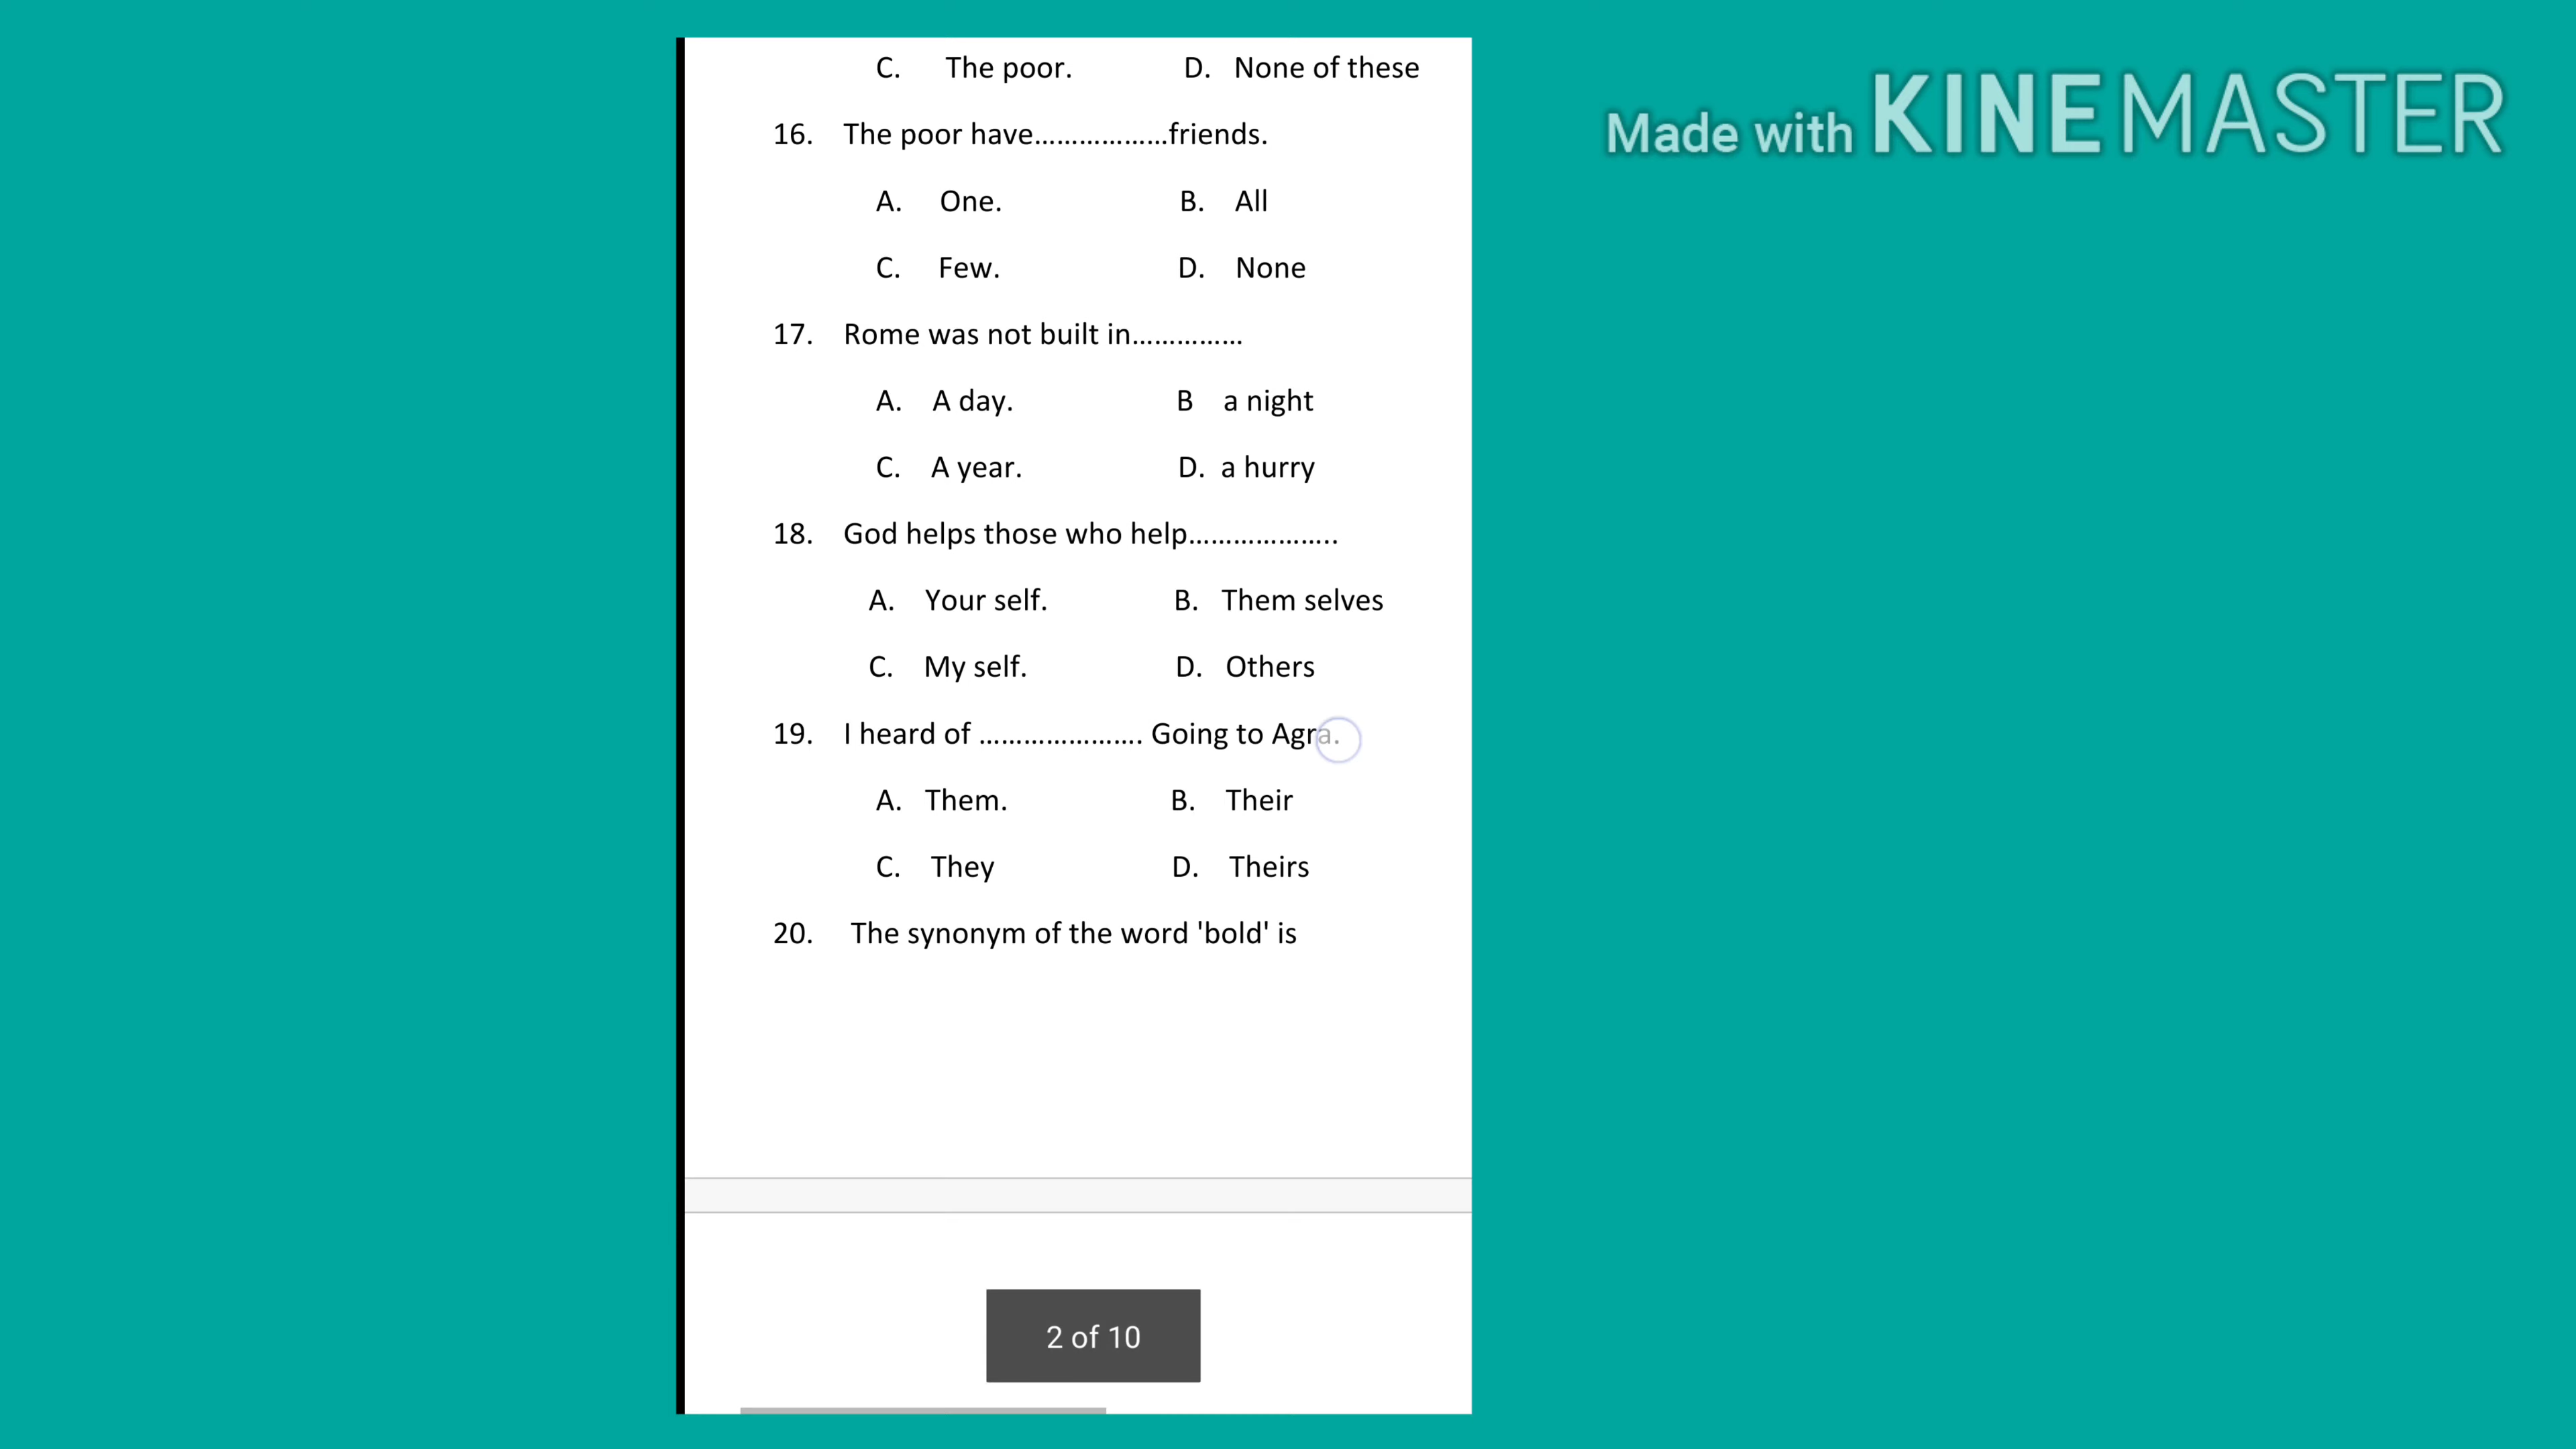 C. The poor. D. None of these
Made with KINEMASTER
16. The poor have..................friends.
A. One. B. All
C. Few. D. None
17. Rome was not built in...............
A. A day. B a night
C. A year. D. a hurry
18. God helps those who help....................
A. Your self. B. Them selves
C. My self. D. Others
19. I heard of ...................... Going to Agra.
A. Them. B. Their
C. They D. Theirs
20. The synonym of the word 'bold' is
2 of 10